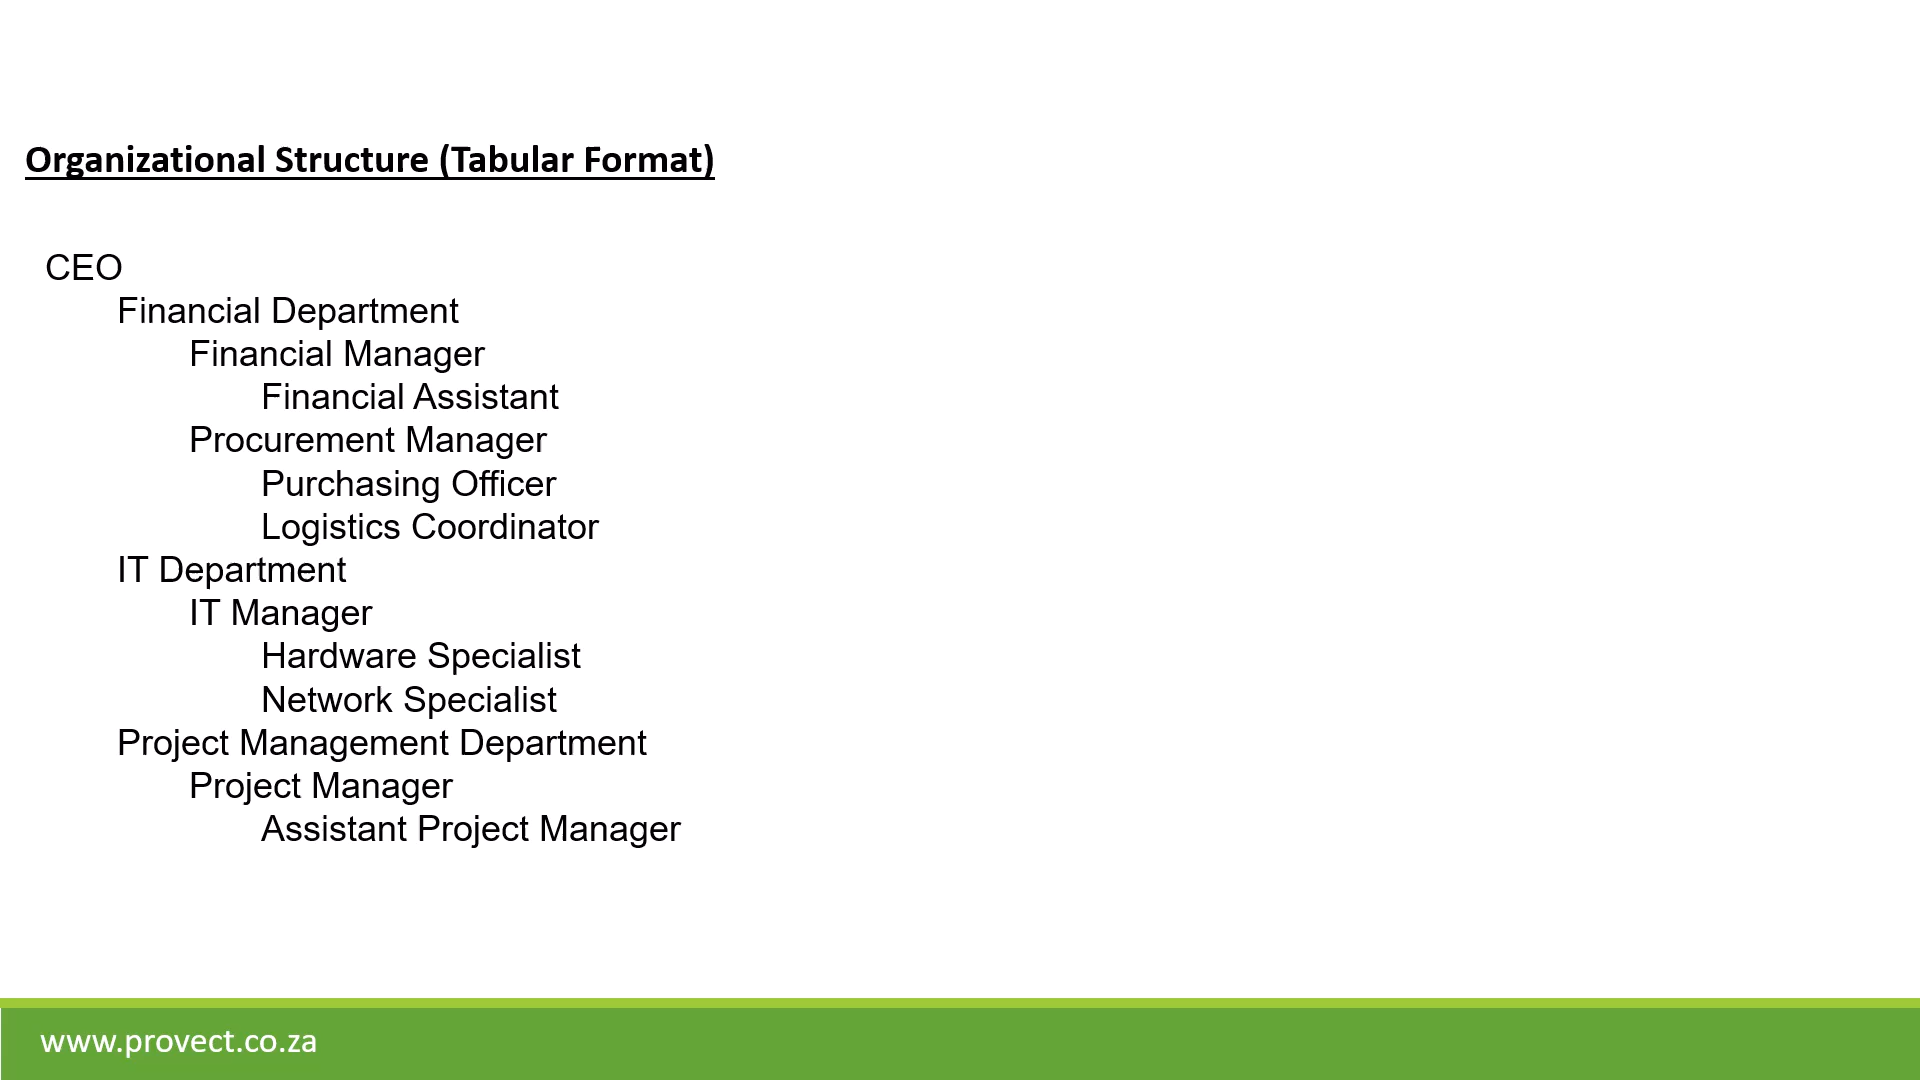 Organizational Structure (Tabular Format)
CEO
Financial Department
Financial Manager
Financial Assistant
Procurement Manager
Purchasing Officer
Logistics Coordinator
IT Department
IT Manager
Hardware Specialist
Network Specialist
Project Management Department
Project Manager
Assistant Project Manager
www.provect.co.za